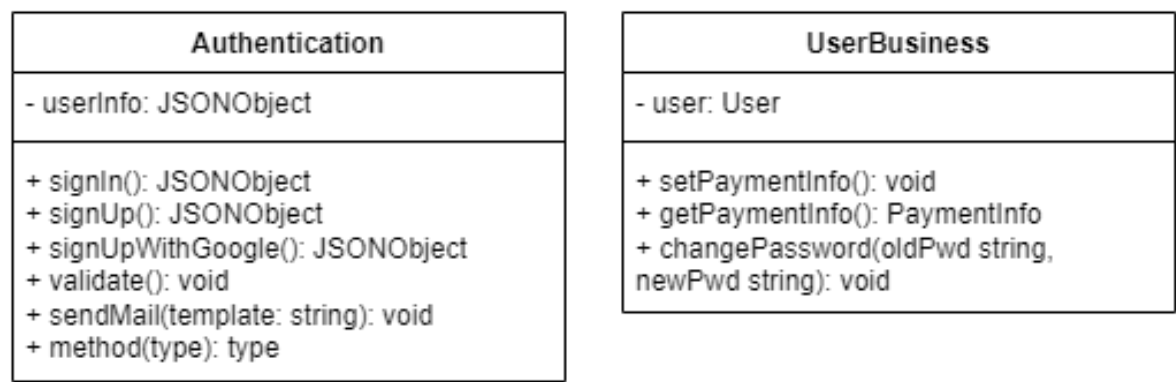 Authentication
- userInfo: JSONObject
+ signIn(): JSONObject
+ signUp(): JSONObject
+ signUpWithGoogle(): JSONObject
+ validate(): void
+ sendMail(template: string): void
+ method(type): type
UserBusiness
- user: User
+ setPaymentInfo(): void
+ getPaymentInfo(): PaymentInfo
+ changePassword(oldPwd string,
newPwd string): void